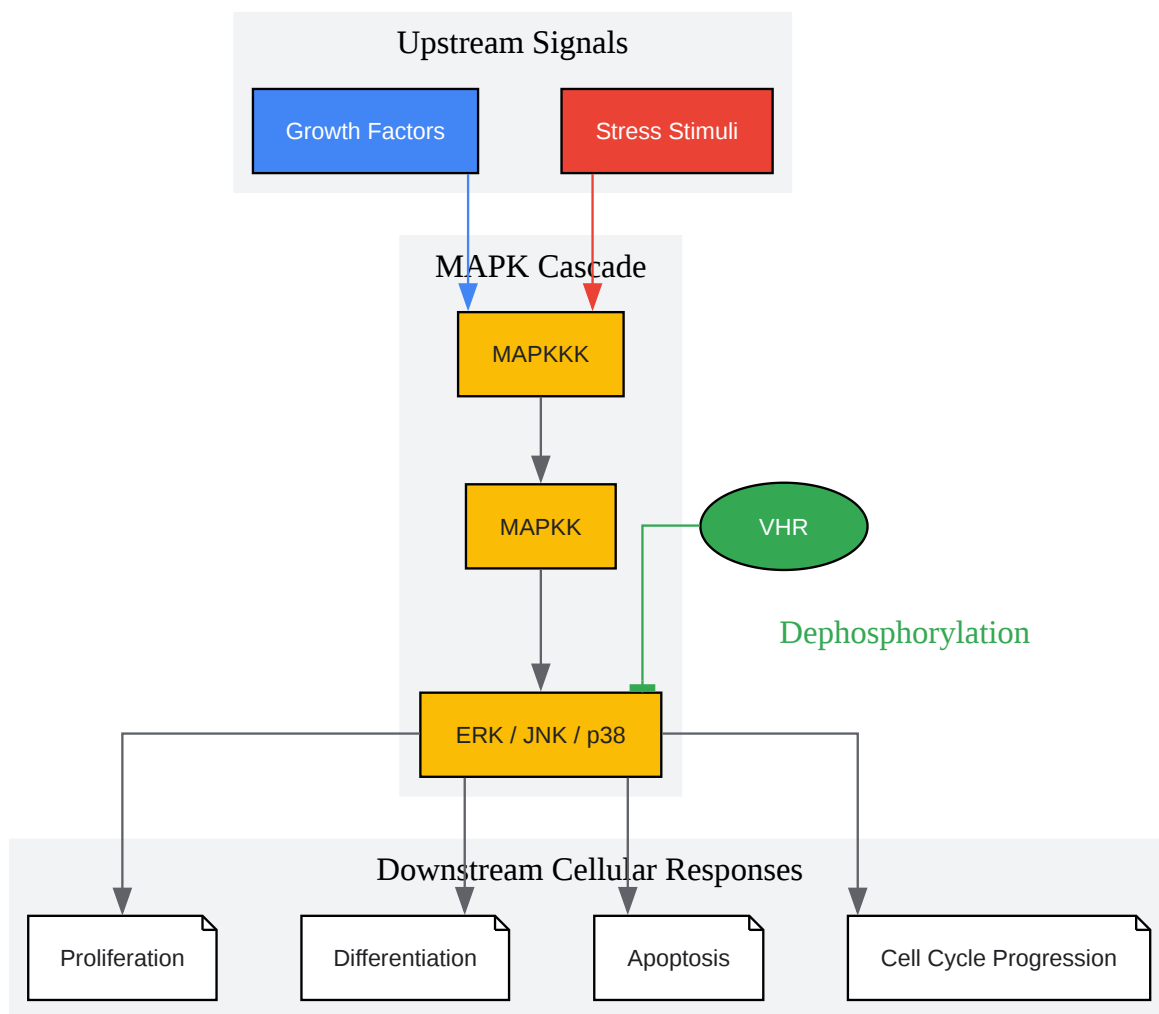 Upstream Signals
Growth Factors
Stress Stimuli
MAPK Cascade
MAPKKK
MAPKK
VHR
Dephosphorylation
ERK / JNK / p38
Downstream Cellular Responses
Proliferation
Differentiation
Apoptosis
Cell Cycle Progression